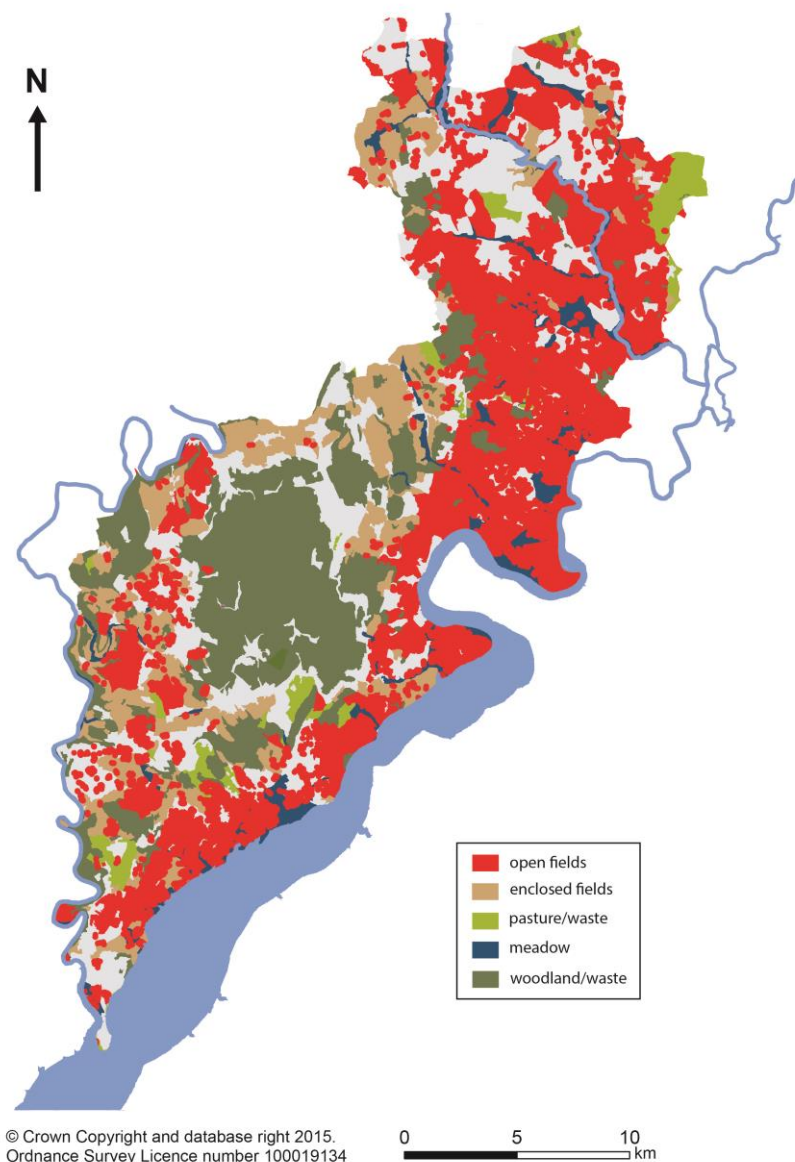 N
open fields
enclosed fields
pasture/waste
meadow
woodland/waste
© Crown Copyright and database right 2015.
Ordnance Survey Licence number 100019134
0 5 10
km